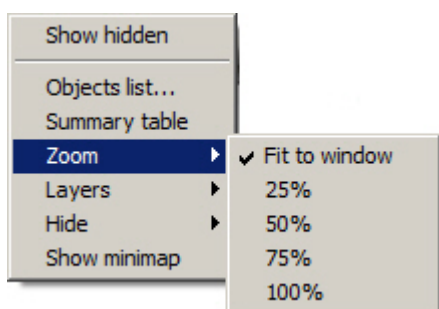 Show hidden
Objects list...
Summary table
Zoom
Layers
Hide
Show minimap
Fit to window
25%
50%
75%
100%